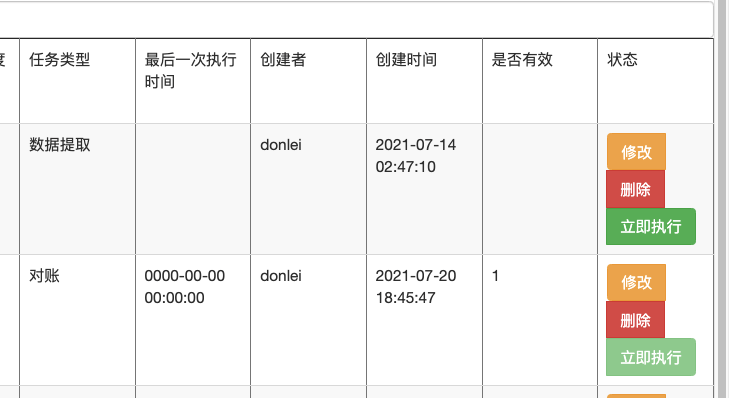 任务类型 最后一次执行 创建者 创建时间 是否有效 状态
时间
数据提取 donlei 2021-07-14 修改
02:47:10
删除
立即执行
对账 0000-00-00 donlei 2021-07-20 1 修改
00:00:00 18:45:47
删除
立即执行